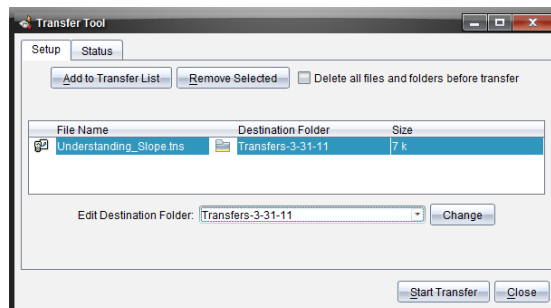 Transfer Tool
Setup Status
Add to Transfer List Remove Selected Delete all files and folders before transfer
File Name Destination Folder Size
Understanding_Slope.tns Transfers-3-31-11 7 k
Edit Destination Folder: Transfers-3-31-11 Change
Start Transfer Close